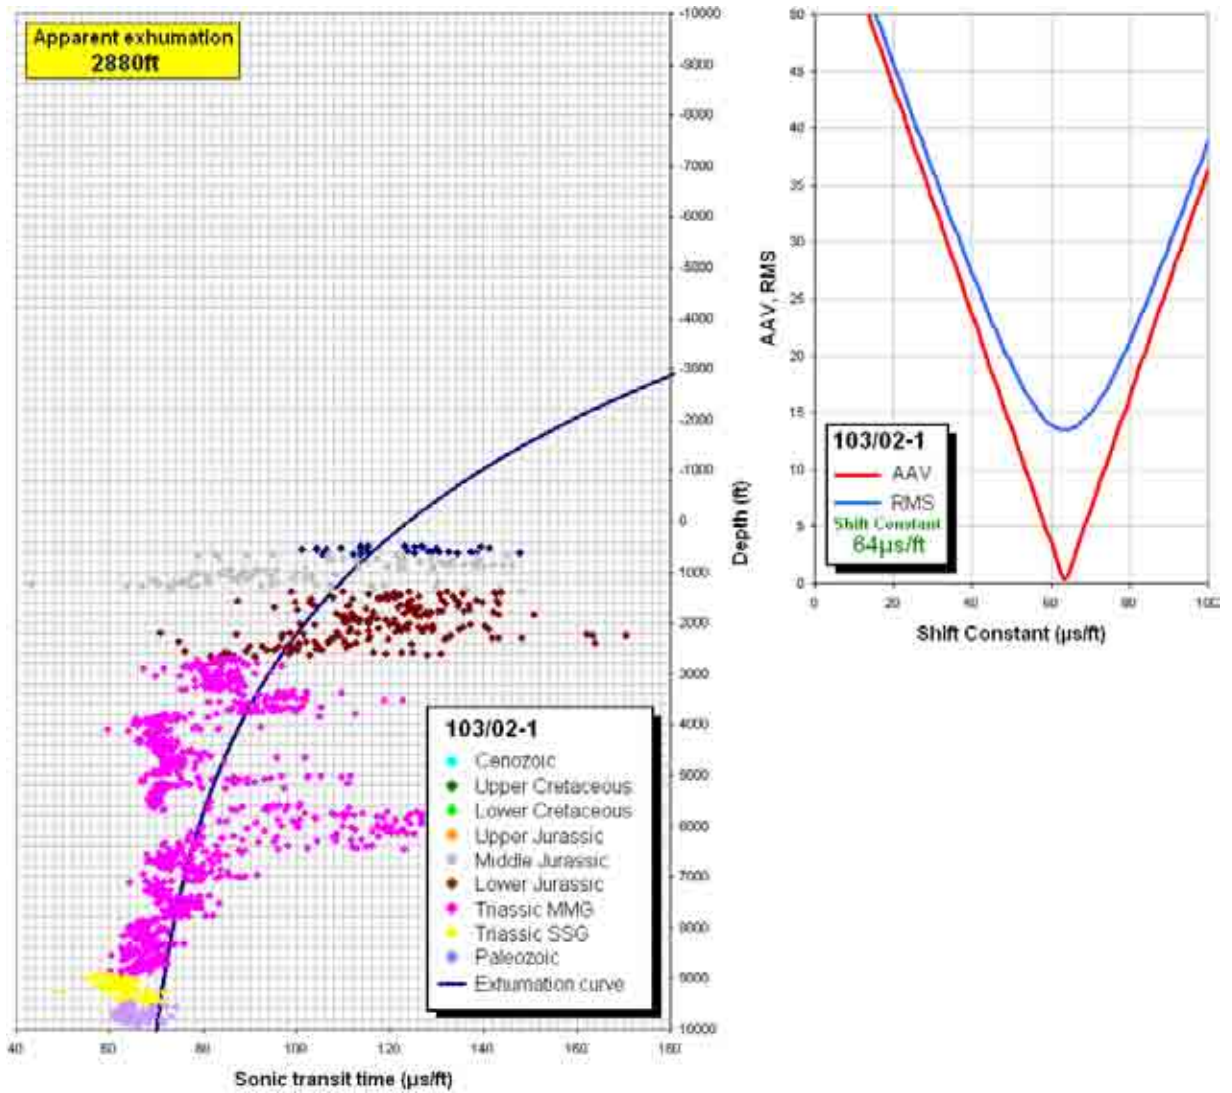 Apparent exhumation
2880ft
-10000
-9000
-8000
-7000
-6000
-5000
-4000
-3000
-2000
-1000
0
1000
2000
3000
4000
5000
6000
7000
8000
9000
10000
Depth (ft)
103/02-1
Cenozoic
Upper Cretaceous
Lower Cretaceous
Upper Jurassic
Middle Jurassic
Lower Jurassic
Triassic MMG
Triassic SSG
Paleozoic
Exhumation curve
40 60 80 100 120 140 160 180
Sonic transit time (µs/ft)
50
45
40
35
30
25
20
15
10
5
0
AAV, RMS
103/02-1
AAV
RMS
Shift Constant
64µs/ft
0 20 40 60 80 100
Shift Constant (µs/ft)